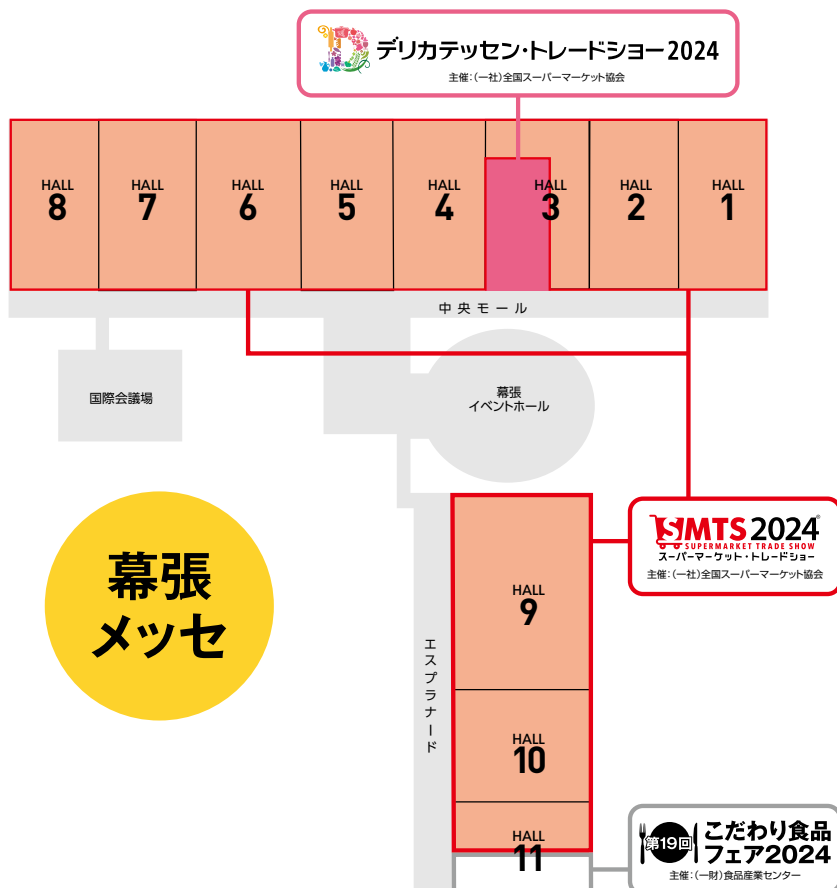 デリカテッセン・トレードショー2024
主催：(一社)全国スーパーマーケット協会
HALL
8
HALL
7
HALL
6
HALL
5
HALL
4
HALL
3
HALL
2
HALL
1
中央モール
国際会議場
幕張
イベントホール
幕張
メッセ
SMTS 2024®
SUPERMARKET TRADE SHOW
スーパーマーケット・トレードショー
主催：(一社)全国スーパーマーケット協会
エスプラナード
HALL
9
HALL
10
HALL
11
第19回
こだわり食品
フェア2024
主催：(一財)食品産業センター